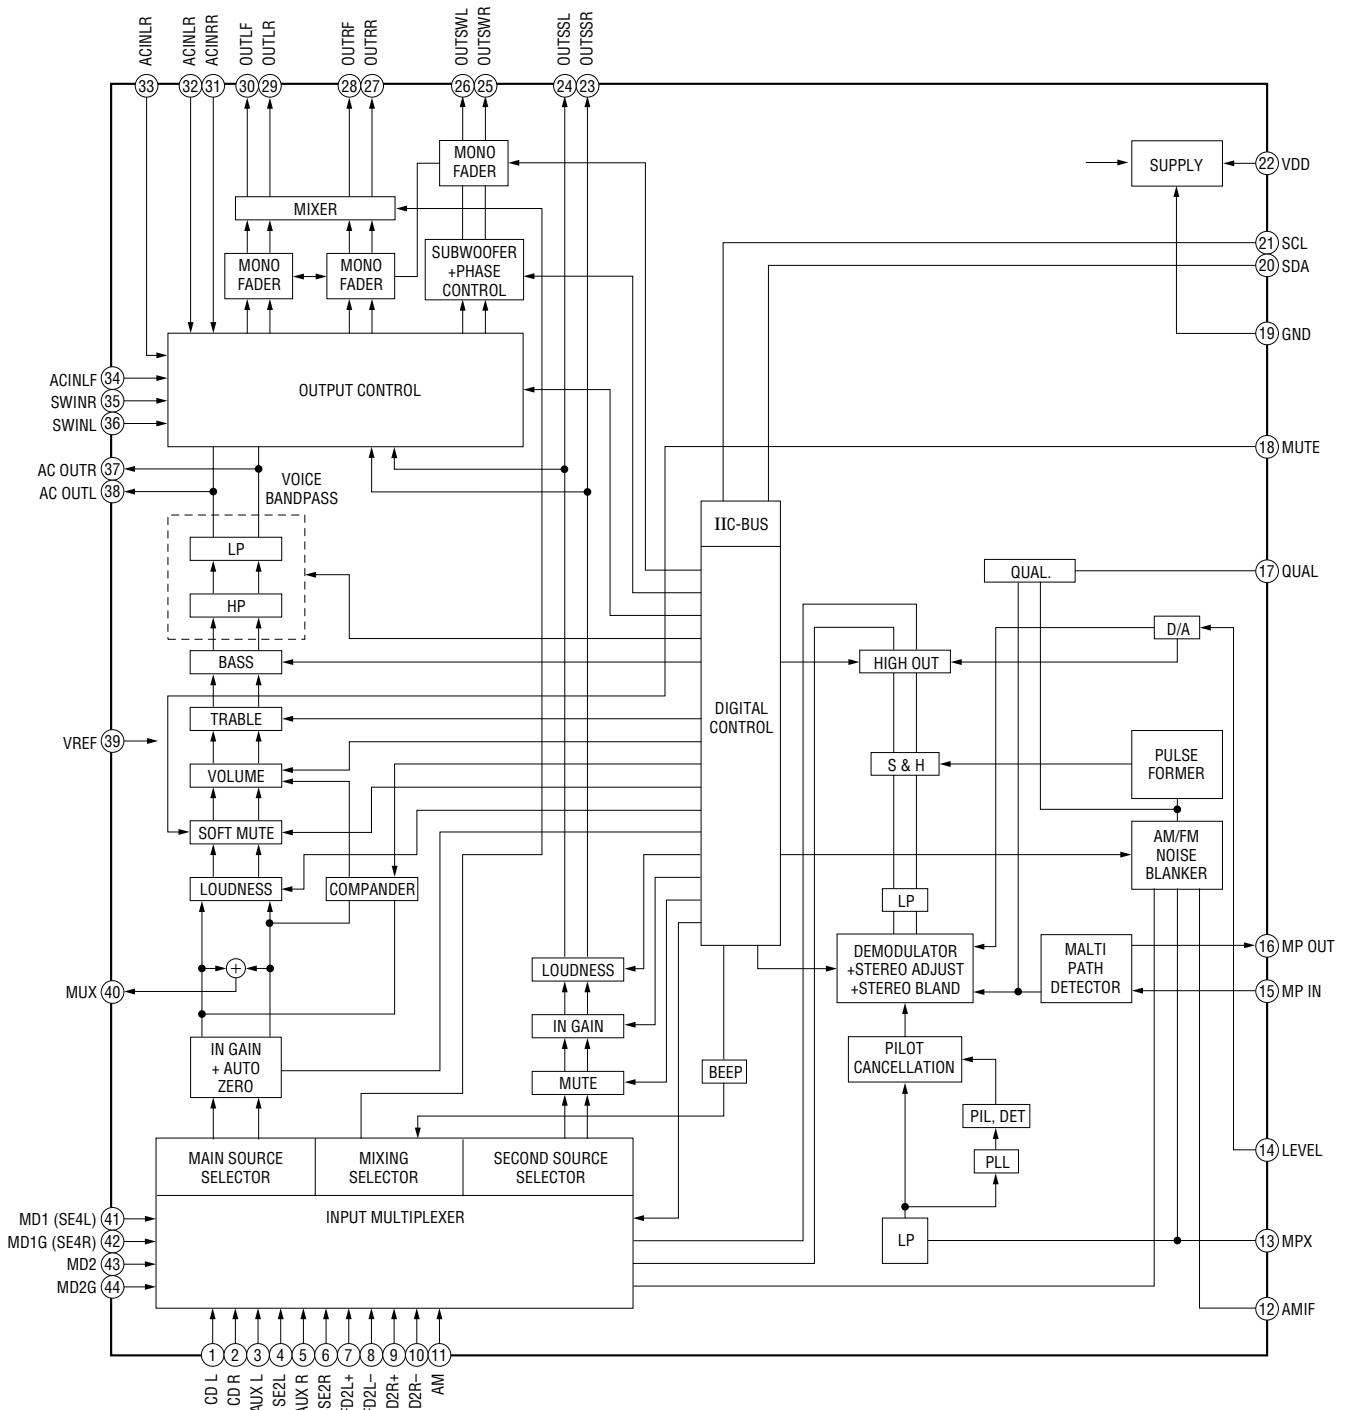 ACINLR
ACINLR
ACINRR
OUTLF
OUTLR
OUTRF
OUTRR
OUTSWL
OUTSWR
OUTSSL
OUTSSR
33
32
31
30
29
28
27
26
25
24
23
MONO
FADER
SUPPLY
22 VDD
MIXER
21 SCL
20 SDA
MONO
FADER
MONO
FADER
SUBWOOFER
+PHASE
CONTROL
19 GND
ACINLF 34
SWINR 35
SWINL 36
OUTPUT CONTROL
18 MUTE
AC OUTR 37
AC OUTL 38
VOICE
BANDPASS
IIC-BUS
LP
QUAL.
17 QUAL
HP
D/A
BASS
HIGH OUT
DIGITAL
CONTROL
TRABLE
VREF 39
VOLUME
S & H
PULSE
FORMER
SOFT MUTE
AM/FM
NOISE
BLANKER
LOUDNESS
COMPANDER
LP
DEMODULATOR
+STEREO ADJUST
+STEREO BLAND
MALTI
PATH
DETECTOR
16 MP OUT
15 MP IN
+
LOUDNESS
MUX 40
IN GAIN
IN GAIN
+ AUTO
ZERO
PILOT
CANCELLATION
BEEP
MUTE
PIL, DET
MAIN SOURCE
SELECTOR
MIXING
SELECTOR
SECOND SOURCE
SELECTOR
PLL
14 LEVEL
INPUT MULTIPLEXER
MD1 (SE4L) 41
MD1G (SE4R) 42
MD2 43
MD2G 44
LP
13 MPX
12 AMIF
1
2
3
4
5
6
7
8
9
10
11
CD L
CD R
AUX L
SE2L
AUX R
SE2R
FD2L+
FD2L–
D2R+
D2R–
AM